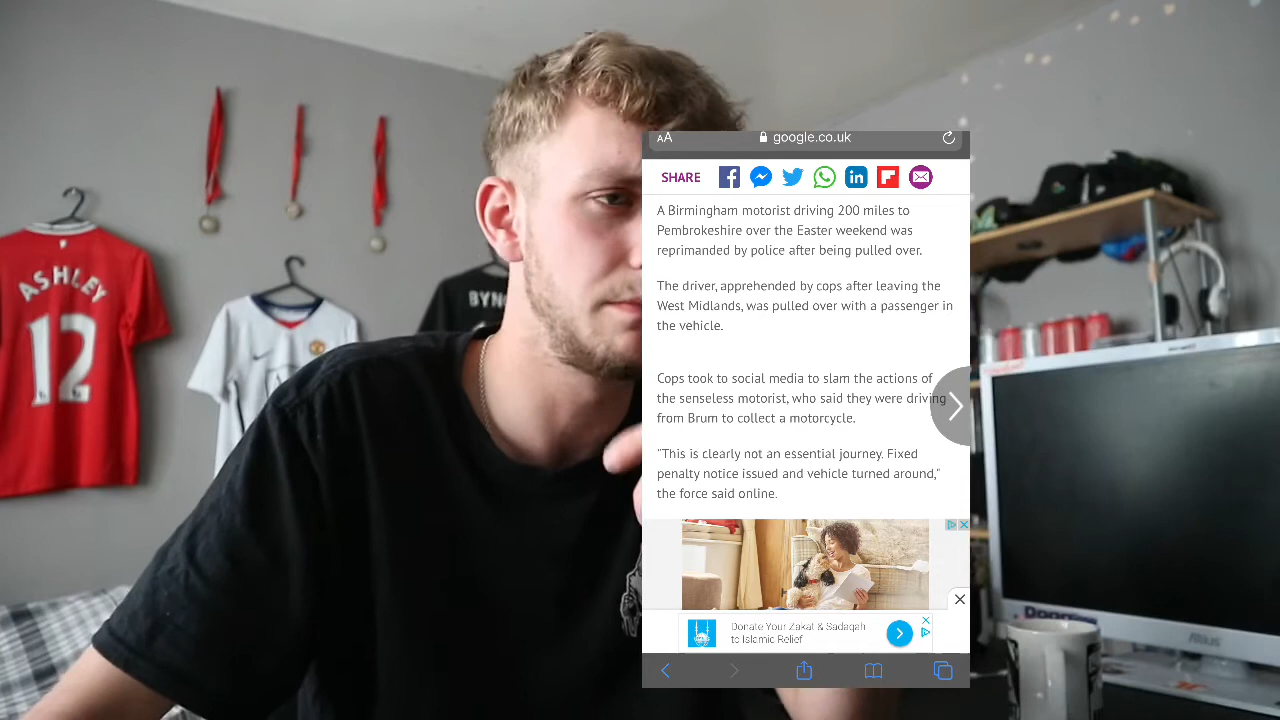 ASHLEY
12
BYN
AA
google.co.uk
SHARE
A Birmingham motorist driving 200 miles to
Pembrokeshire over the Easter weekend was
reprimanded by police after being pulled over.
The driver, apprehended by cops after leaving the
West Midlands, was pulled over with a passenger in
the vehicle.
Cops took to social media to slam the actions of
the senseless motorist, who said they were driving
from Brum to collect a motorcycle.
"This is clearly not an essential journey. Fixed
penalty notice issued and vehicle turned around,"
the force said online.
Donate Your Zakat & Sadaqah
to Islamic Relief